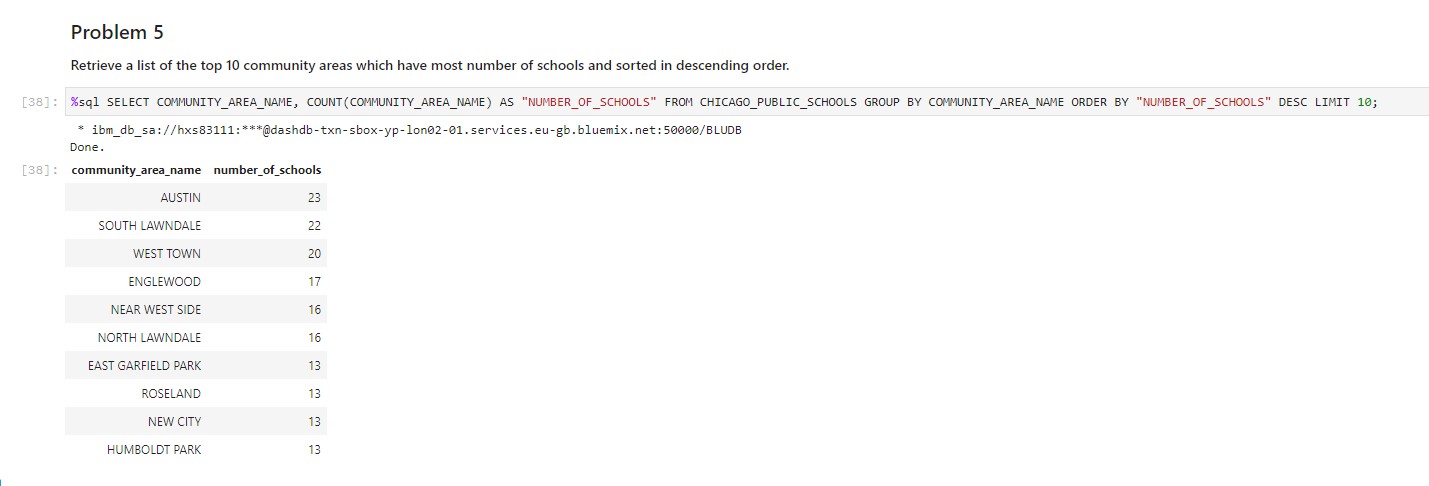 Problem 5
Retrieve a list of the top 10 community areas which have most number of schools and sorted in descending order.
[38]: %sql SELECT COMMUNITY_AREA_NAME, COUNT(COMMUNITY_AREA_NAME) AS "NUMBER_OF_SCHOOLS" FROM CHICAGO_PUBLIC_SCHOOLS GROUP BY COMMUNITY_AREA_NAME ORDER BY "NUMBER_OF_SCHOOLS" DESC LIMIT 10;
* ibm_db_sa://hxs83111:***@dashdb-txn-sbox-yp-lon02-01.services.eu-gb.bluemix.net:50000/BLUDB
Done.
[38]: community_area_name number_of_schools
AUSTIN 23
SOUTH LAWNDALE 22
WEST TOWN 20
ENGLEWOOD 17
NEAR WEST SIDE 16
NORTH LAWNDALE 16
EAST GARFIELD PARK 13
ROSELAND 13
NEW CITY 13
HUMBOLDT PARK 13